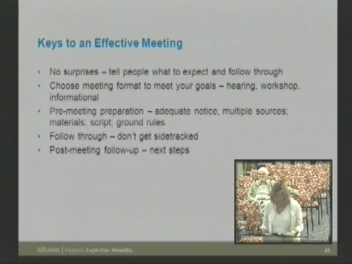 Keys to an Effective Meeting
• No surprises – tell people what to expect and follow through
• Choose meeting format to meet your goals – hearing, workshop,
informational
• Pre-meeting preparation – adequate notice, multiple sources;
materials; script; ground rules
• Follow through – don't get sidetracked
• Post-meeting follow-up – next steps